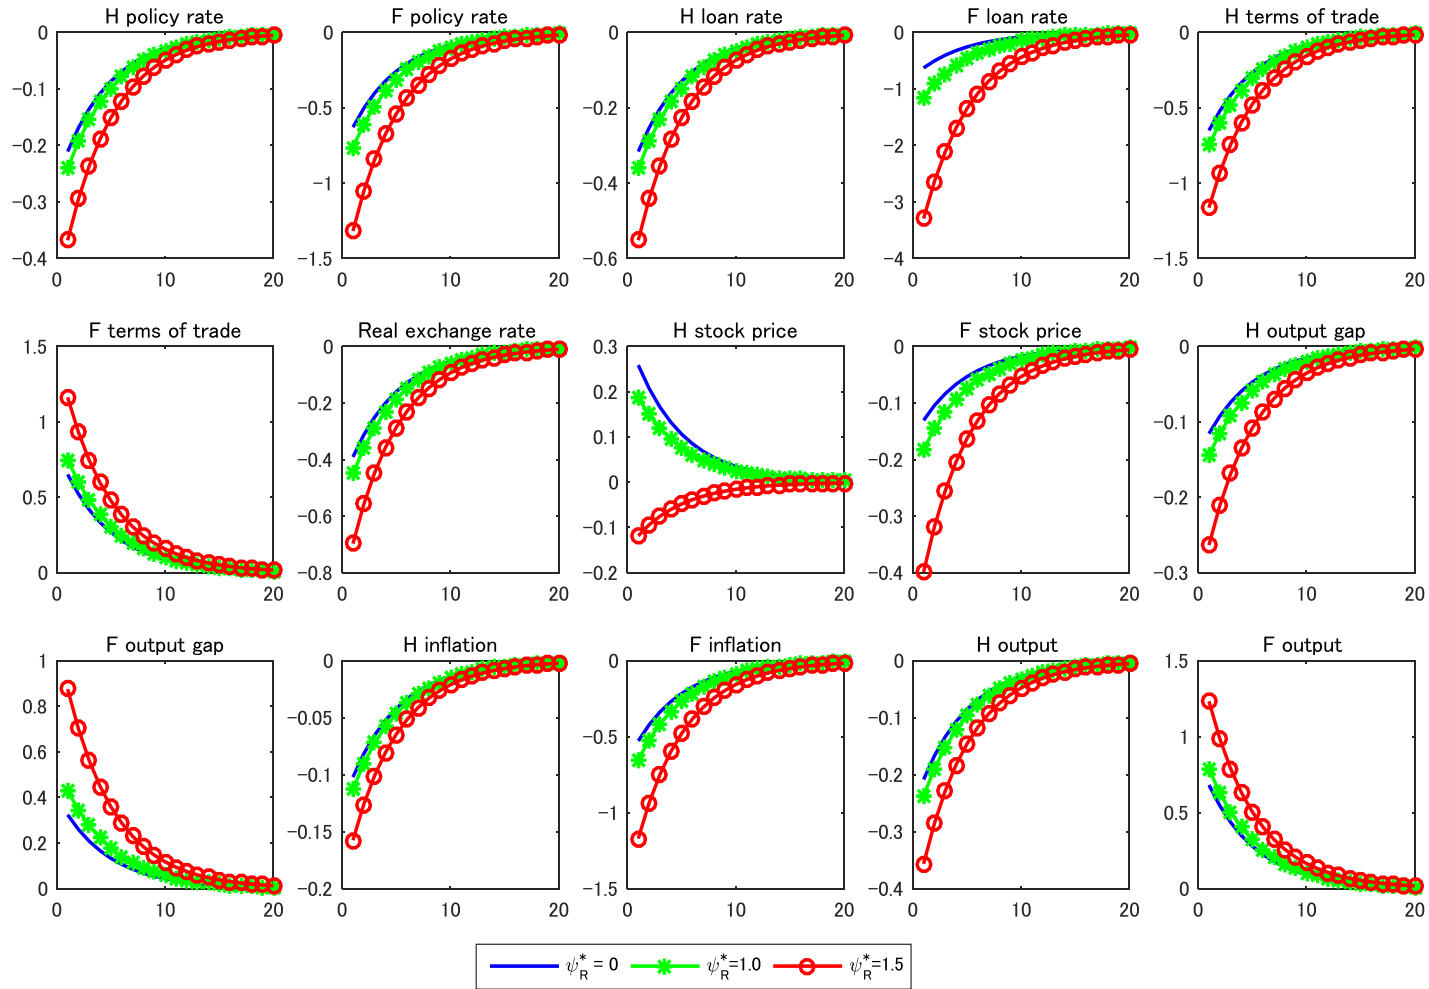 H policy rate
F policy rate
H loan rate
F loan rate
H terms of trade
0
−0.1
−0.2
−0.3
−0.4
0 10 20
0
−0.5
−1
−1.5
0 10 20
0
−0.2
−0.4
−0.6
0 10 20
0
−1
−2
−3
−4
0 10 20
0
−0.5
−1
−1.5
0 10 20
F terms of trade
Real exchange rate
H stock price
F stock price
H output gap
1.5
1
0.5
0
0 10 20
0
−0.2
−0.4
−0.6
−0.8
0 10 20
0.3
0.2
0.1
0
−0.1
−0.2
0 10 20
0
−0.1
−0.2
−0.3
−0.4
0 10 20
0
−0.1
−0.2
−0.3
0 10 20
F output gap
H inflation
F inflation
H output
F output
1
0.8
0.6
0.4
0.2
0
0 10 20
0
−0.05
−0.1
−0.15
−0.2
0 10 20
0
−0.5
−1
−1.5
0 10 20
0
−0.1
−0.2
−0.3
−0.4
0 10 20
1.5
1
0.5
0
0 10 20
ψ*R = 0 ψ*R=1.0 ψ*R=1.5